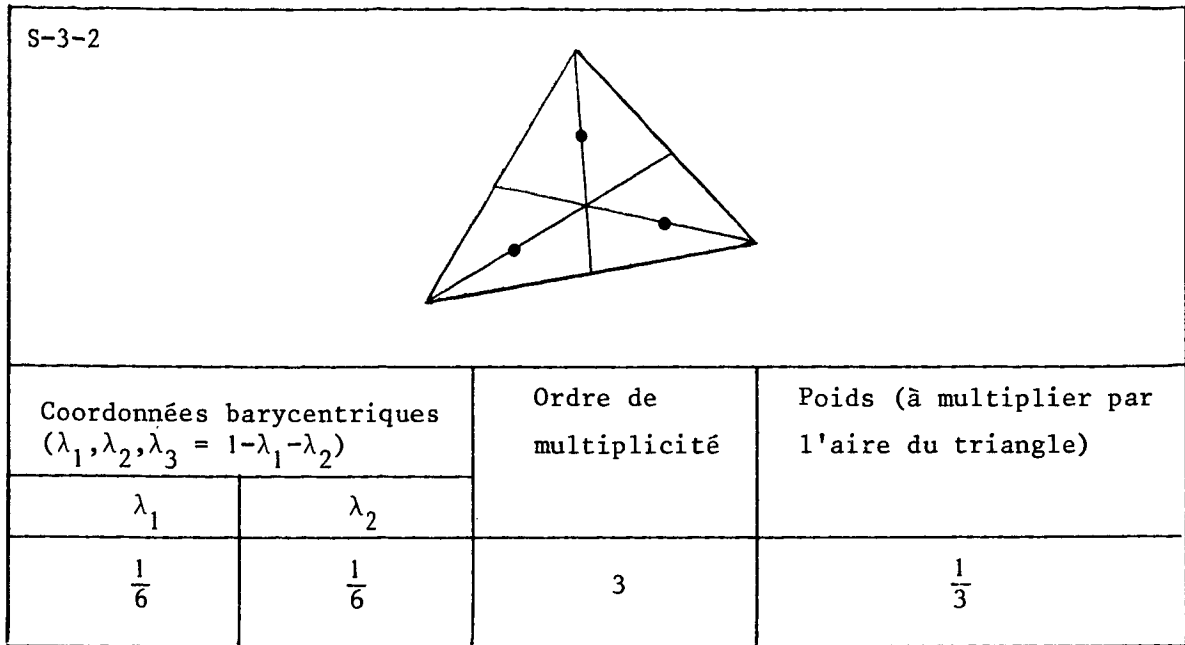 S-3-2
Coordonnées barycentriques
(λ₁,λ₂,λ₃ = 1-λ₁-λ₂)
Ordre de
multiplicité
Poids (à multiplier par
l'aire du triangle)
λ₁ λ₂
1/6 1/6 3 1/3